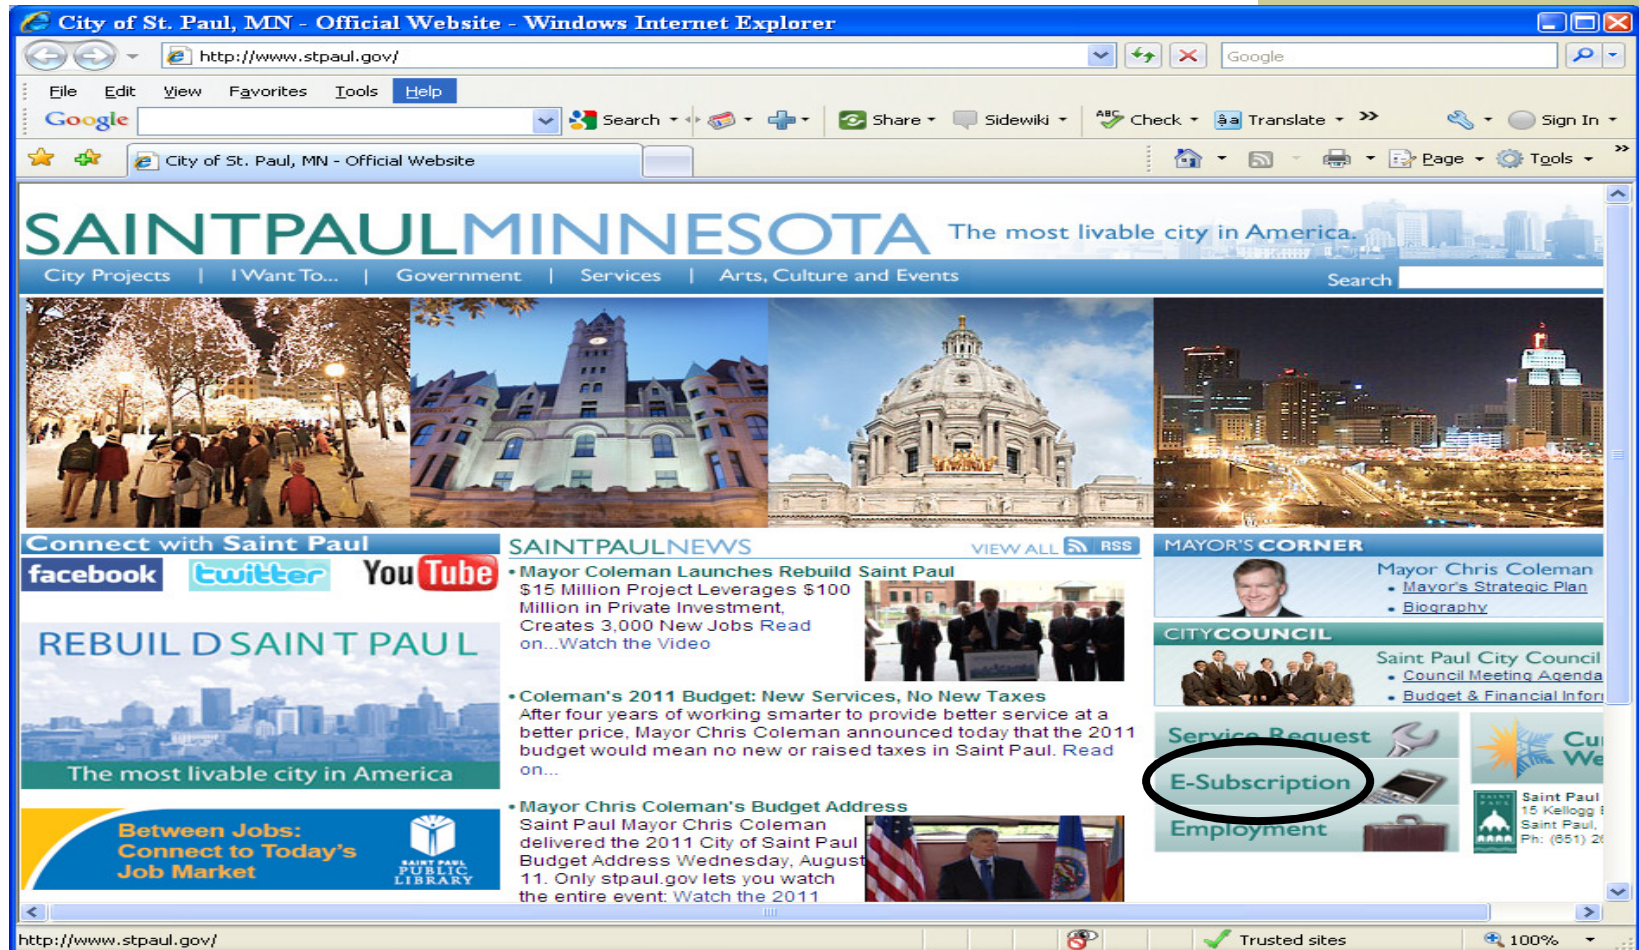 City of St. Paul, MN - Official Website - Windows Internet Explorer
http://www.stpaul.gov/
Google
File Edit View Favorites Tools Help
Google Search Share Sidewiki ABC Check Translate Sign In
City of St. Paul, MN - Official Website Page Tools
SAINTPAULMINNESOTA The most livable city in America.
City Projects | I Want To... | Government | Services | Arts, Culture and Events Search
Connect with Saint Paul
facebook twitter YouTube
REBUILD SAINT PAUL
The most livable city in America
Between Jobs:
Connect to Today's
Job Market
SAINT PAUL
PUBLIC
LIBRARY
SAINTPAULNEWS VIEW ALL RSS
• Mayor Coleman Launches Rebuild Saint Paul
$15 Million Project Leverages $100
Million in Private Investment,
Creates 3,000 New Jobs Read
on...Watch the Video
• Coleman's 2011 Budget: New Services, No New Taxes
After four years of working smarter to provide better service at a
better price, Mayor Chris Coleman announced today that the 2011
budget would mean no new or raised taxes in Saint Paul. Read
on...
• Mayor Chris Coleman's Budget Address
Saint Paul Mayor Chris Coleman
delivered the 2011 City of Saint Paul
Budget Address Wednesday, August
11. Only stpaul.gov lets you watch
the entire event: Watch the 2011
MAYOR'S CORNER
Mayor Chris Coleman
• Mayor's Strategic Plan
• Biography
CITYCOUNCIL
Saint Paul City Council
• Council Meeting Agenda
• Budget & Financial Infor
Service Request
E-Subscription
Employment
Cu
We
SAINT
PAUL
Saint Paul
15 Kellogg
Saint Paul,
Ph: (651) 2
http://www.stpaul.gov/ Trusted sites 100%